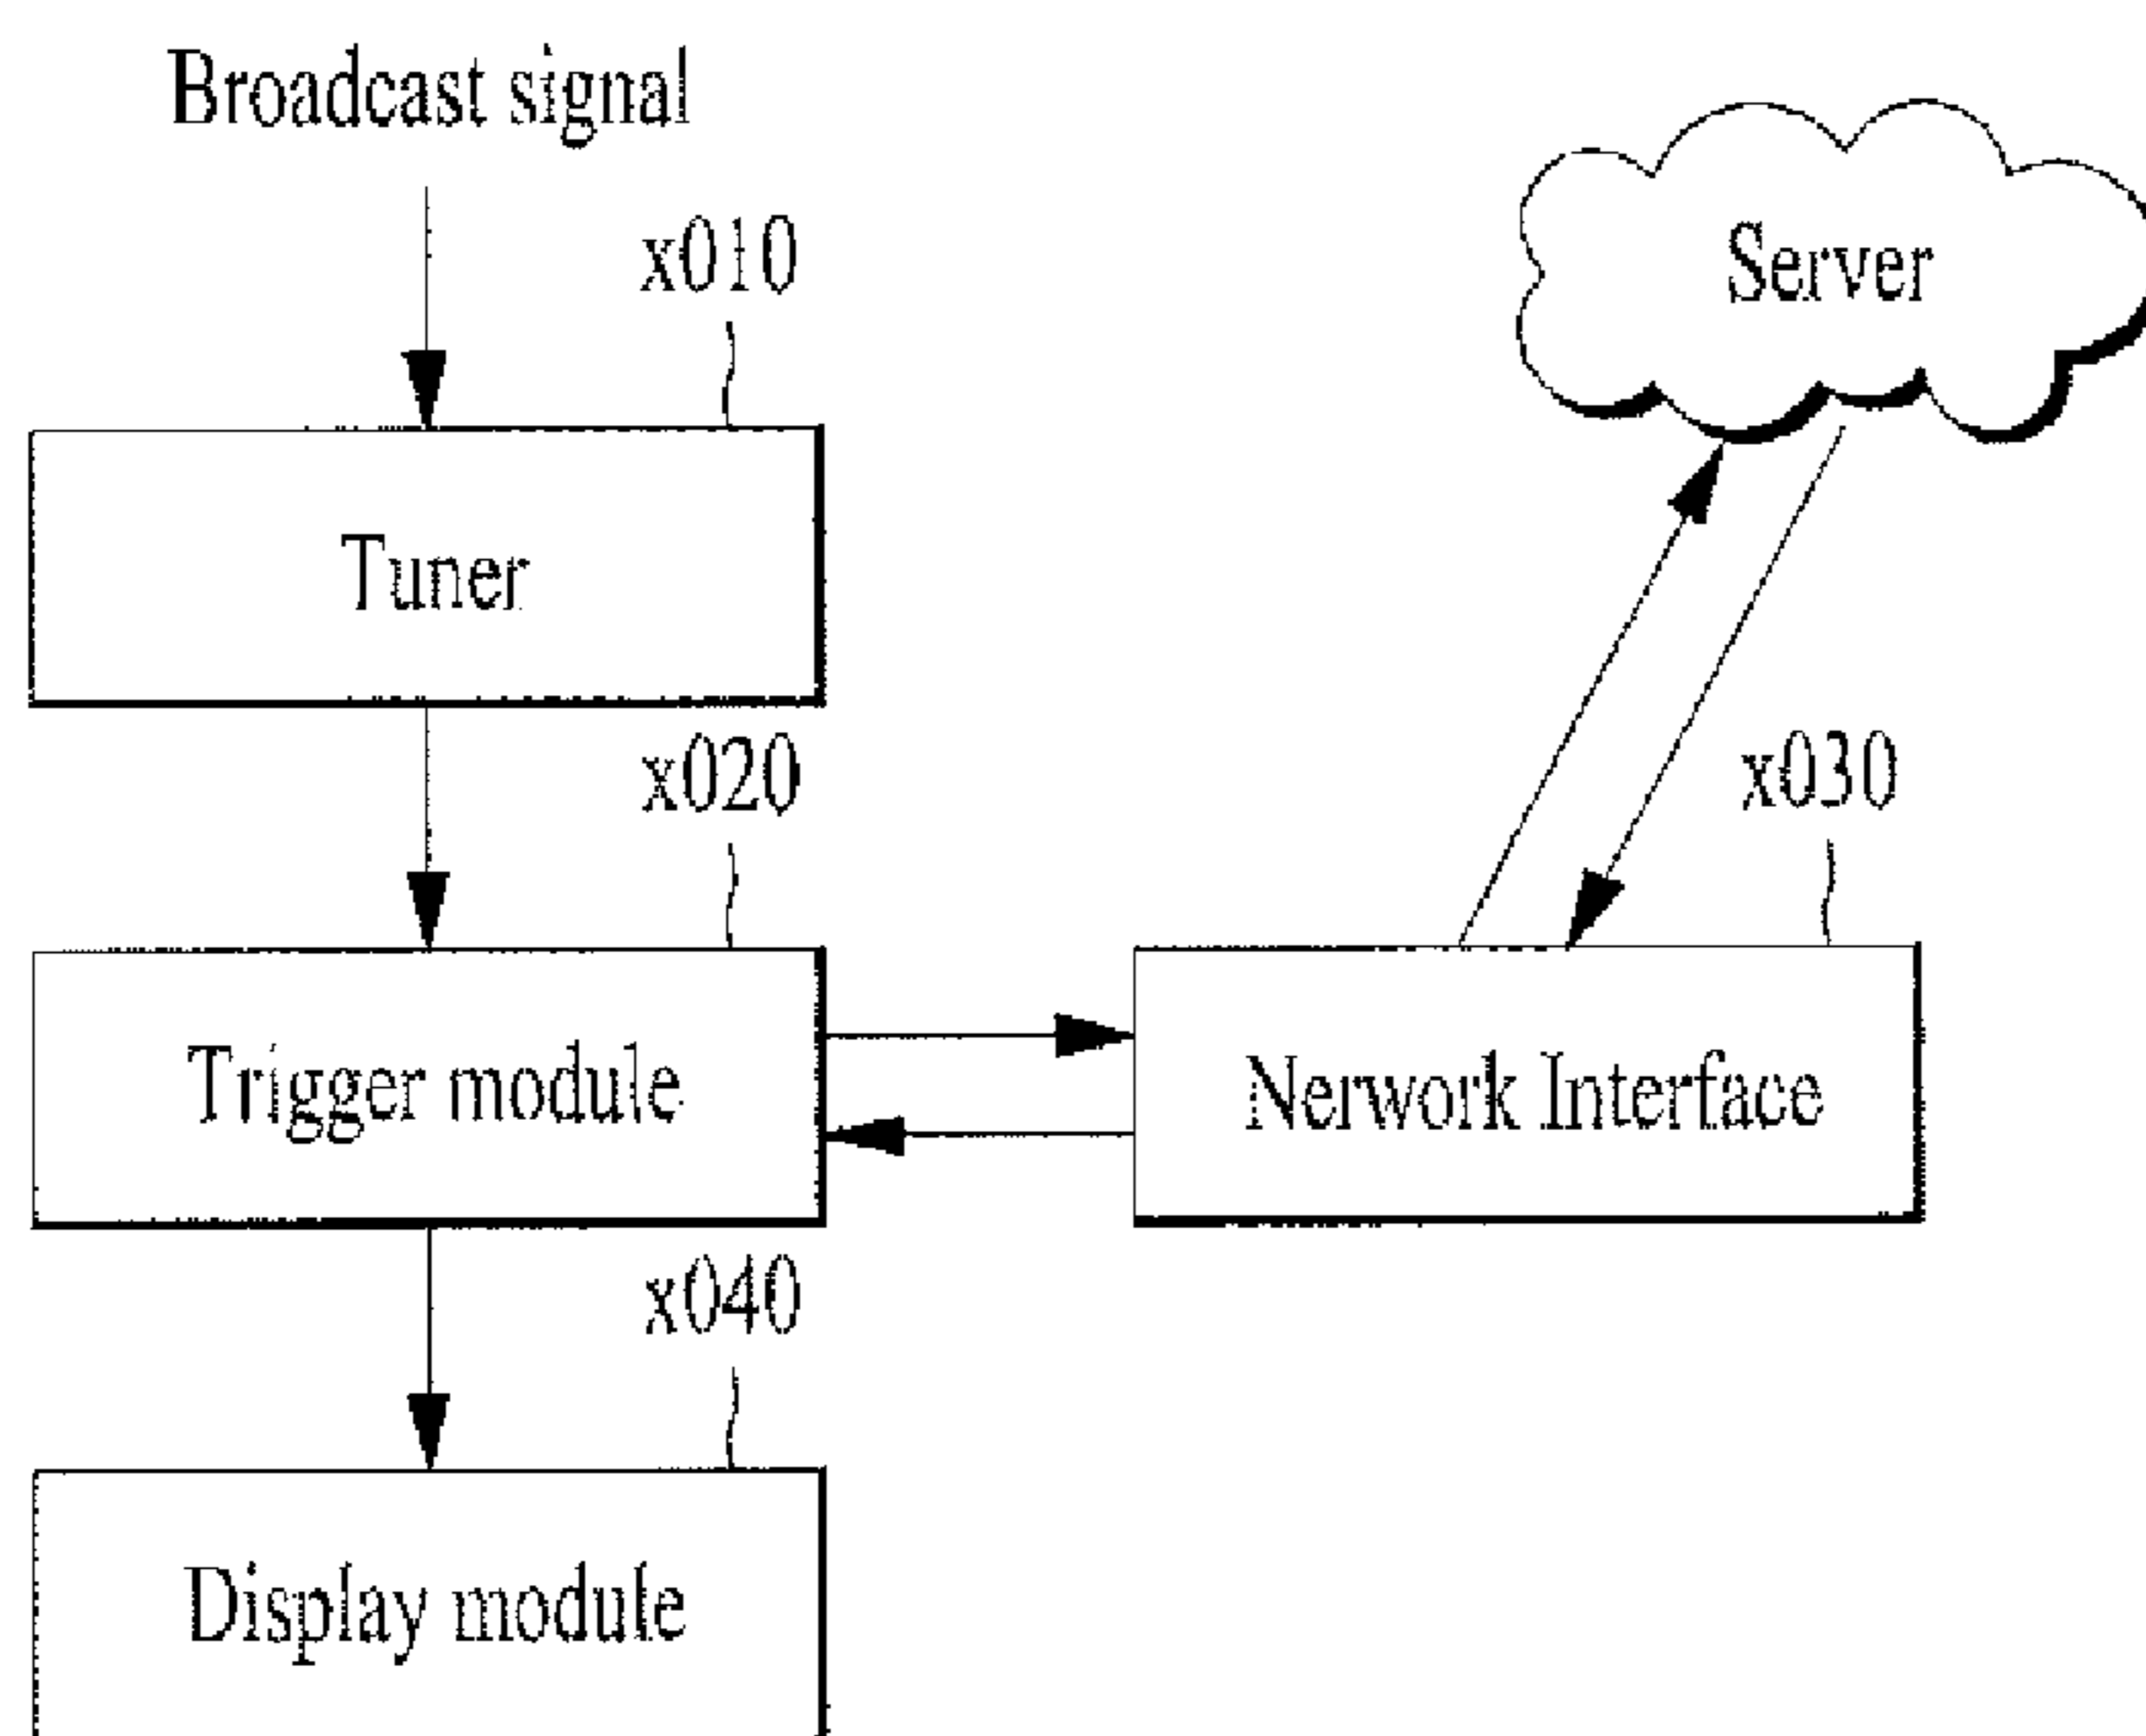 Broadcast signal
x010
Server
Tuner
x020
x030
Trigger module
Nerwork Interface
x040
Display module